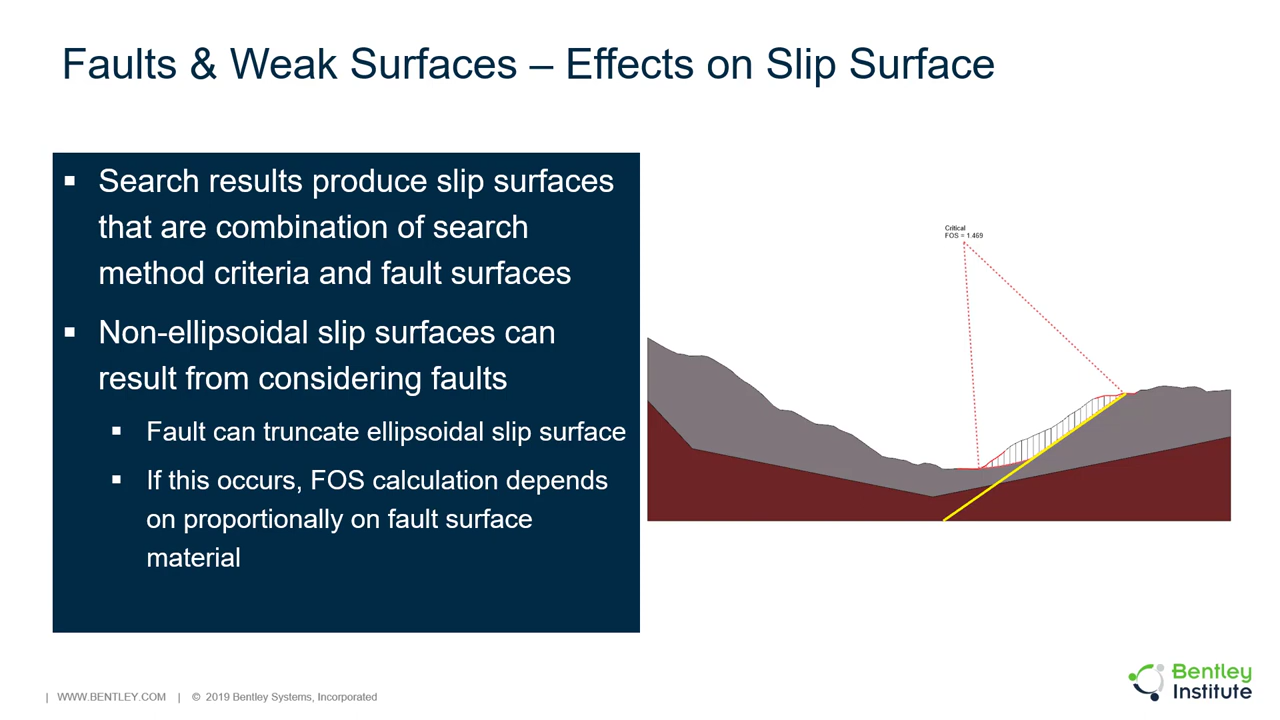 Faults & Weak Surfaces – Effects on Slip Surface
▪ Search results produce slip surfaces
that are combination of search
method criteria and fault surfaces
▪ Non-ellipsoidal slip surfaces can
result from considering faults
▪ Fault can truncate ellipsoidal slip surface
▪ If this occurs, FOS calculation depends
on proportionally on fault surface
material
Critical
FOS = 1.469
| WWW.BENTLEY.COM | © 2019 Bentley Systems, Incorporated
Bentley
Institute